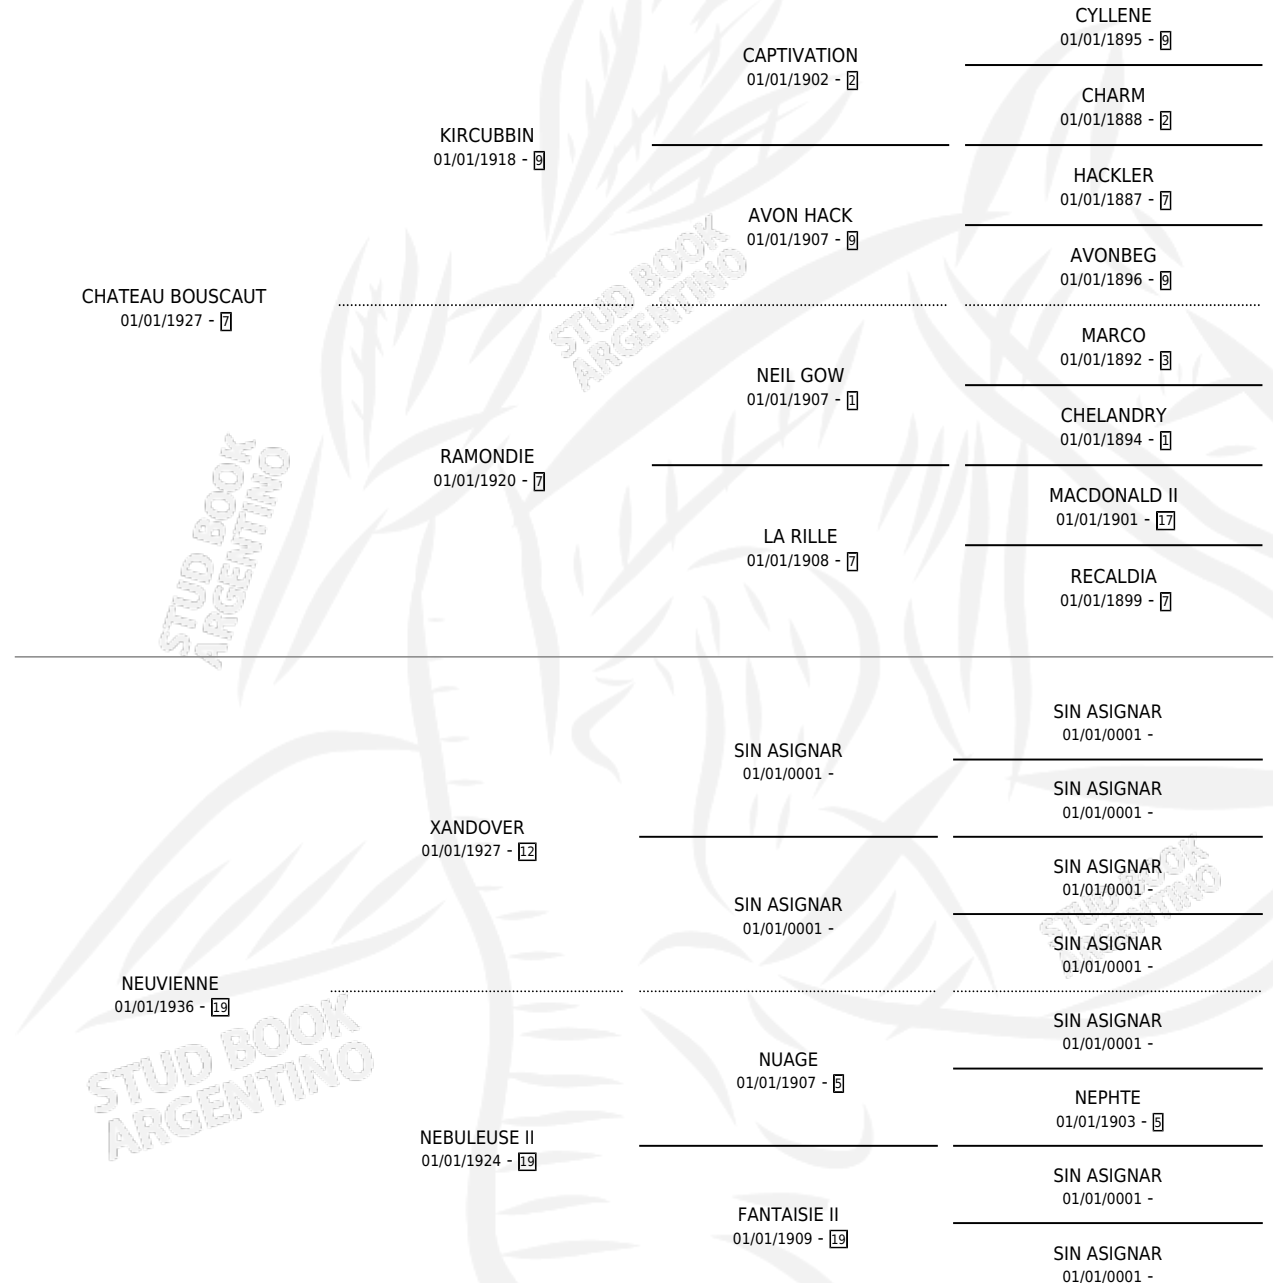 CYLLENE
01/01/1895 - 9
CAPTIVATION
01/01/1902 - 2
CHARM
01/01/1888 - 2
KIRCUBBIN
01/01/1918 - 9
HACKLER
01/01/1887 - 7
AVON HACK
01/01/1907 - 9
AVONBEG
01/01/1896 - 9
CHATEAU BOUSCAUT
01/01/1927 - 7
STUD BOOK
ARGENTINO
MARCO
01/01/1892 - 3
NEIL GOW
01/01/1907 - 1
CHELANDRY
01/01/1894 - 1
RAMONDIE
01/01/1920 - 7
MACDONALD II
01/01/1901 - 17
LA RILLE
01/01/1908 - 7
RECALDIA
01/01/1899 - 7
STUD BOOK
ARGENTINO
SIN ASIGNAR
01/01/0001 -
SIN ASIGNAR
01/01/0001 -
SIN ASIGNAR
01/01/0001 -
XANDOVER
01/01/1927 - 12
SIN ASIGNAR
01/01/0001 -
SIN ASIGNAR
01/01/0001 -
SIN ASIGNAR
01/01/0001 -
STUD BOOK
ARGENTINO
NEUVIENNE
01/01/1936 - 19
SIN ASIGNAR
01/01/0001 -
NUAGE
01/01/1907 - 5
NEPHTE
01/01/1903 - 5
STUD BOOK
ARGENTINO
NEBULEUSE II
01/01/1924 - 19
SIN ASIGNAR
01/01/0001 -
FANTAISIE II
01/01/1909 - 19
SIN ASIGNAR
01/01/0001 -